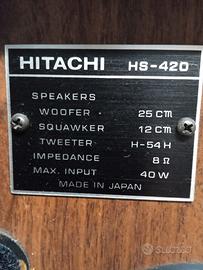 HITACHI HS-420
SPEAKERS
WOOFER 25 cm
SQUAWKER 12 cm
TWEETER H-54H
IMPEDANCE 8 Ω
MAX. INPUT 40 W
MADE IN JAPAN
subito